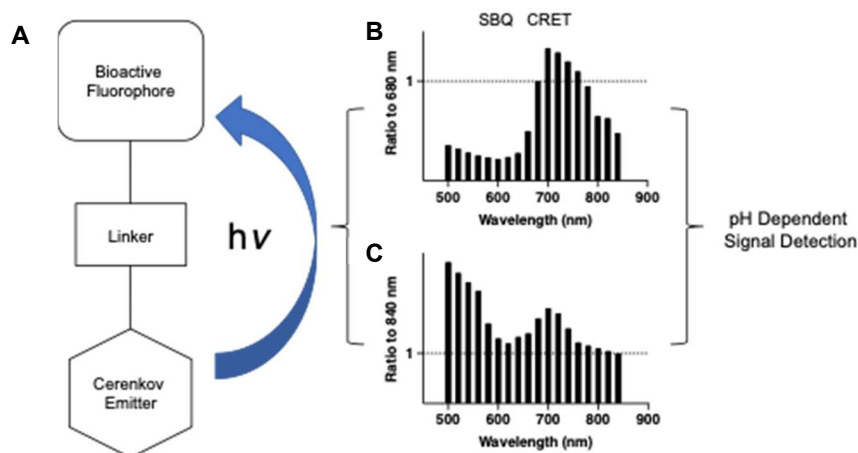 A
Bioactive
Fluorophore
Linker
Cerenkov
Emitter
hν
B
SBQ CRET
Ratio to 680 nm
1
500 600 700 800 900
Wavelength (nm)
C
Ratio to 840 nm
1
500 600 700 800 900
Wavelength (nm)
pH Dependent
Signal Detection